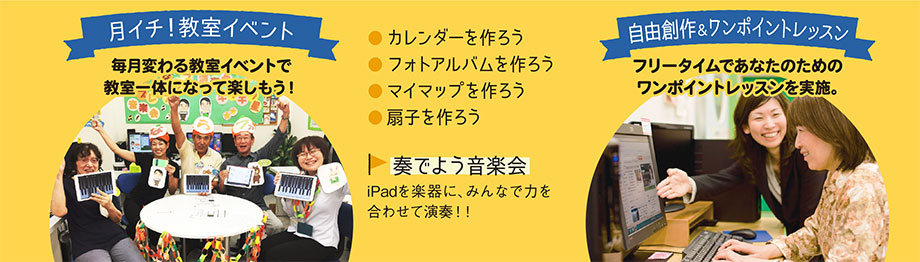 月イチ！教室イベント
毎月変わる教室イベントで
教室一体になって楽しもう！
カレンダーを作ろう
フォトアルバムを作ろう
マイマップを作ろう
扇子を作ろう
奏でよう音楽会
iPadを楽器に、みんなで力を
合わせて演奏！！
自由創作&ワンポイントレッスン
フリータイムであなたのための
ワンポイントレッスンを実施。